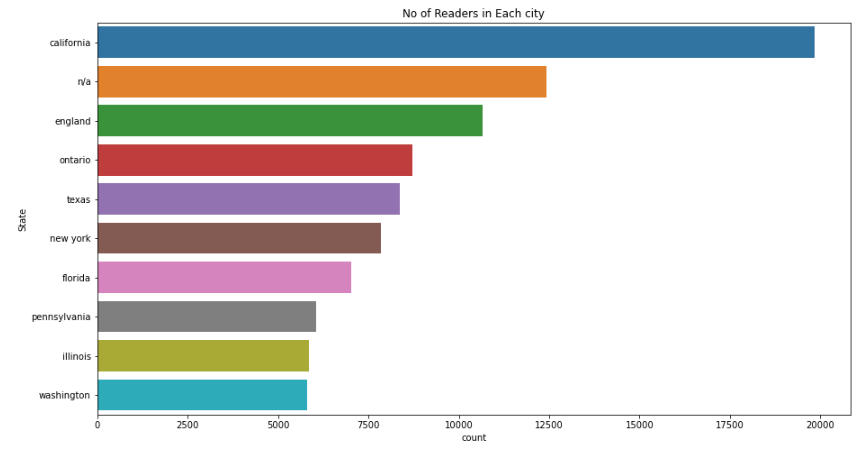 No of Readers in Each city
california
n/a
england
ontario
texas
new york
florida
pennsylvania
illinois
washington
State
0 2500 5000 7500 10000 12500 15000 17500 20000
count